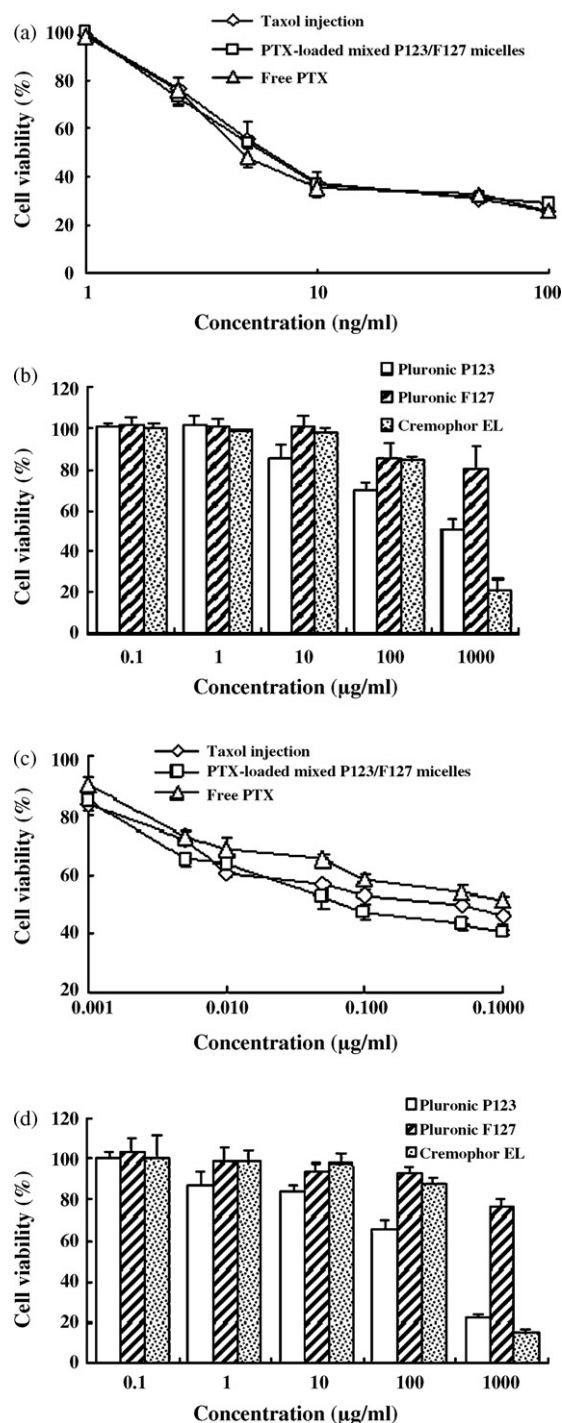 (a)
Taxol injection
PTX-loaded mixed P123/F127 micelles
Free PTX
Cell viability (%)
100
80
60
40
20
0
1 10 100
Concentration (ng/ml)
(b)
Pluronic P123
Pluronic F127
Cremophor EL
Cell viability (%)
120
100
80
60
40
20
0
0.1 1 10 100 1000
Concentration (µg/ml)
(c)
Taxol injection
PTX-loaded mixed P123/F127 micelles
Free PTX
Cell viability (%)
100
80
60
40
20
0.001 0.010 0.100 0.1000
Concentration (µg/ml)
(d)
Pluronic P123
Pluronic F127
Cremophor EL
Cell viability (%)
120
100
80
60
40
20
0
0.1 1 10 100 1000
Concentration (µg/ml)